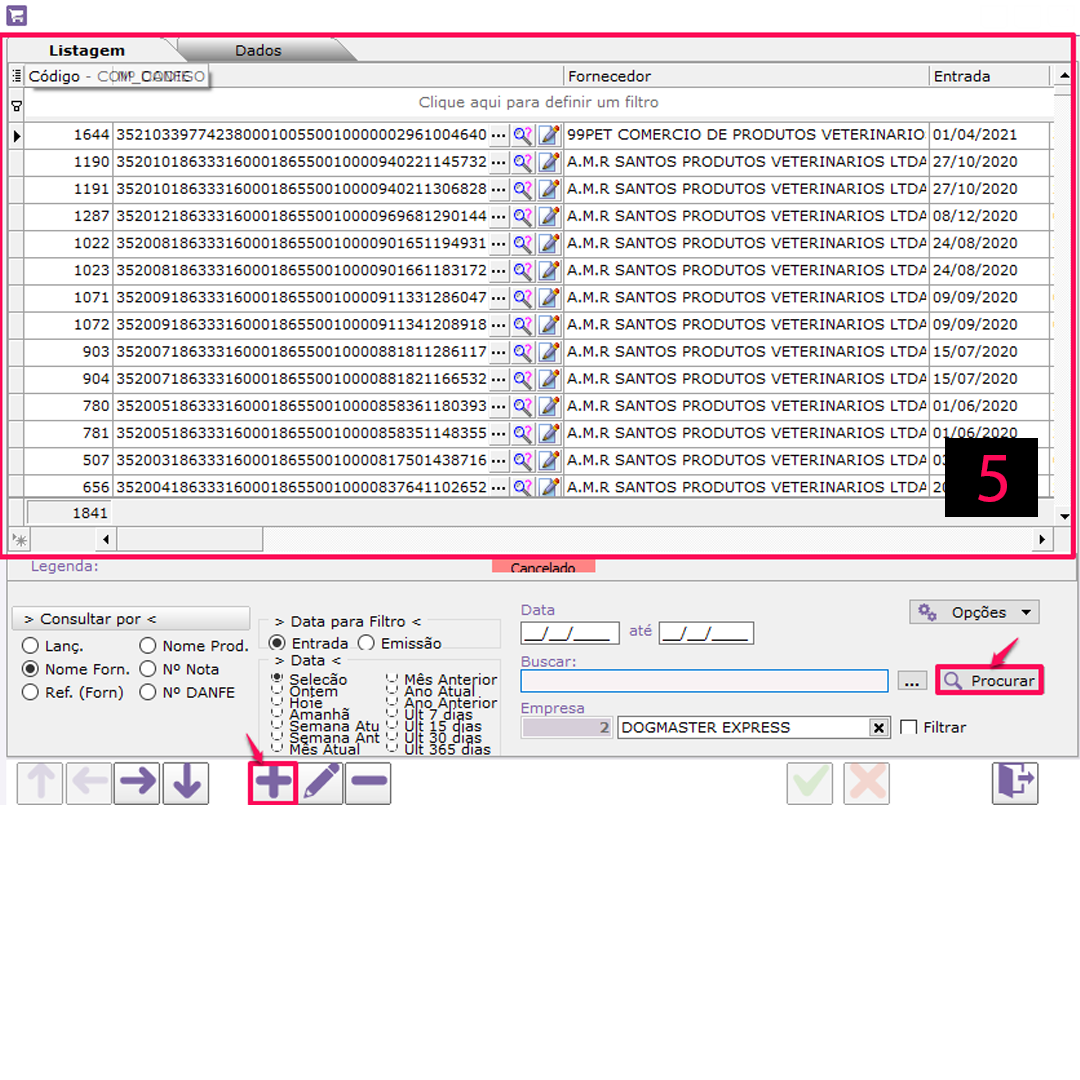 Listagem Dados
Código - COM_CODIGO Fornecedor Entrada
Clique aqui para definir um filtro
1644 35210339774238000100550010000002961004640 ... 99PET COMERCIO DE PRODUTOS VETERINARIO 01/04/2021
1190 35201018633316000186550010000940221145732 ... A.M.R SANTOS PRODUTOS VETERINARIOS LTDA 27/10/2020
1191 35201018633316000186550010000940211306828 ... A.M.R SANTOS PRODUTOS VETERINARIOS LTDA 27/10/2020
1287 35201218633316000186550010000969681290144 ... A.M.R SANTOS PRODUTOS VETERINARIOS LTDA 08/12/2020
1022 35200818633316000186550010000901651194931 ... A.M.R SANTOS PRODUTOS VETERINARIOS LTDA 24/08/2020
1023 35200818633316000186550010000901661183172 ... A.M.R SANTOS PRODUTOS VETERINARIOS LTDA 24/08/2020
1071 35200918633316000186550010000911331286047 ... A.M.R SANTOS PRODUTOS VETERINARIOS LTDA 09/09/2020
1072 35200918633316000186550010000911341208918 ... A.M.R SANTOS PRODUTOS VETERINARIOS LTDA 09/09/2020
903 35200718633316000186550010000881811286117 ... A.M.R SANTOS PRODUTOS VETERINARIOS LTDA 15/07/2020
904 35200718633316000186550010000881821166532 ... A.M.R SANTOS PRODUTOS VETERINARIOS LTDA 15/07/2020
780 35200518633316000186550010000858361180393 ... A.M.R SANTOS PRODUTOS VETERINARIOS LTDA 01/06/2020
781 35200518633316000186550010000858351148355 ... A.M.R SANTOS PRODUTOS VETERINARIOS LTDA 01/06/2020
507 35200318633316000186550010000817501438716 ... A.M.R SANTOS PRODUTOS VETERINARIOS LTDA
656 35200418633316000186550010000837641102652 ... A.M.R SANTOS PRODUTOS VETERINARIOS LTDA
5
1841
Legenda: Cancelado
> Consultar por <
Lanç. Nome Prod.
Nome Forn. Nº Nota
Ref. (Forn) Nº DANFE
> Data para Filtro <
Entrada Emissão
> Data <
Seleção Mês Anterior
Ontem Ano Atual
Hoje Ano Anterior
Amanhã Ult 7 dias
Semana Atu Ult 15 dias
Semana Ant Ult 30 dias
Mês Atual Ult 365 dias
Data
__/__/____ até __/__/____
Opções
Buscar:
... Procurar
Empresa
2 DOGMASTER EXPRESS Filtrar